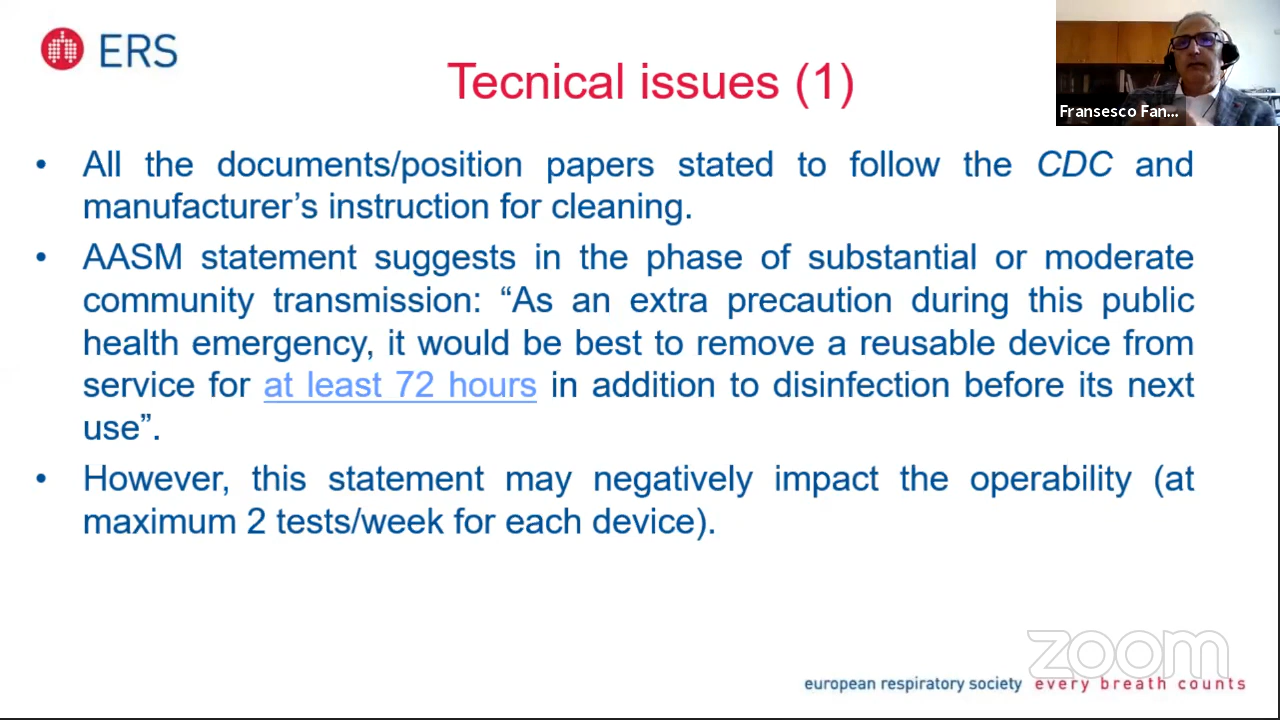 ERS
Tecnical issues (1)
Fransesco Fan...
• All the documents/position papers stated to follow the CDC and
manufacturer’s instruction for cleaning.
• AASM statement suggests in the phase of substantial or moderate
community transmission: “As an extra precaution during this public
health emergency, it would be best to remove a reusable device from
service for at least 72 hours in addition to disinfection before its next
use”.
• However, this statement may negatively impact the operability (at
maximum 2 tests/week for each device).
zoom
european respiratory society every breath counts